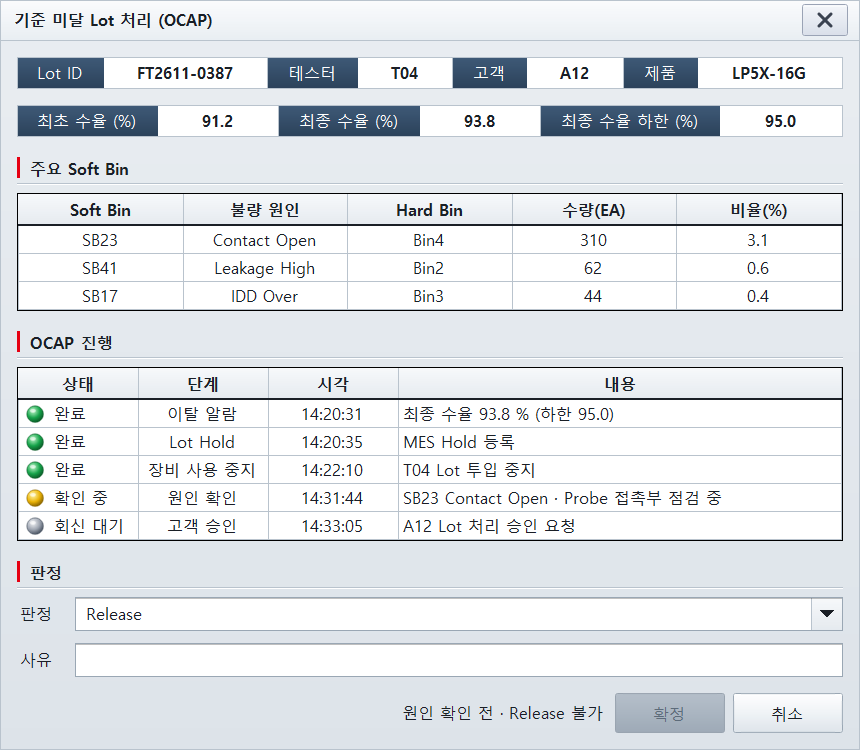 기준 미달 Lot 처리 (OCAP)
Lot ID FT2611-0387 테스터 T04 고객 A12 제품 LP5X-16G
최초 수율 (%) 91.2 최종 수율 (%) 93.8 최종 수율 하한 (%) 95.0
주요 Soft Bin
Soft Bin 불량 원인 Hard Bin 수량(EA) 비율(%)
SB23 Contact Open Bin4 310 3.1
SB41 Leakage High Bin2 62 0.6
SB17 IDD Over Bin3 44 0.4
OCAP 진행
상태 단계 시각 내용
완료 이탈 알람 14:20:31 최종 수율 93.8 % (하한 95.0)
완료 Lot Hold 14:20:35 MES Hold 등록
완료 장비 사용 중지 14:22:10 T04 Lot 투입 중지
확인 중 원인 확인 14:31:44 SB23 Contact Open · Probe 접촉부 점검 중
회신 대기 고객 승인 14:33:05 A12 Lot 처리 승인 요청
판정
판정 Release
사유
원인 확인 전 · Release 불가 확정 취소